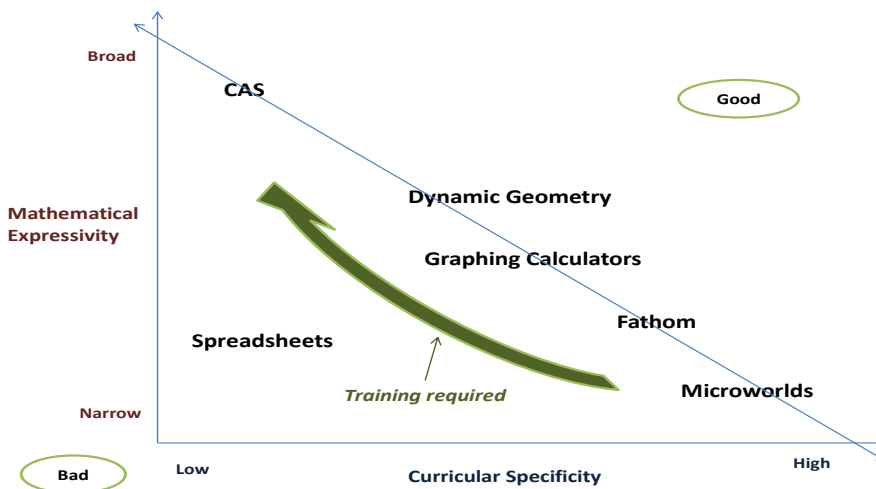 Broad
CAS
Good
Dynamic Geometry
Mathematical
Expressivity
Graphing Calculators
Fathom
Spreadsheets
Training required
Microworlds
Narrow
Bad
Low
Curricular Specificity
High